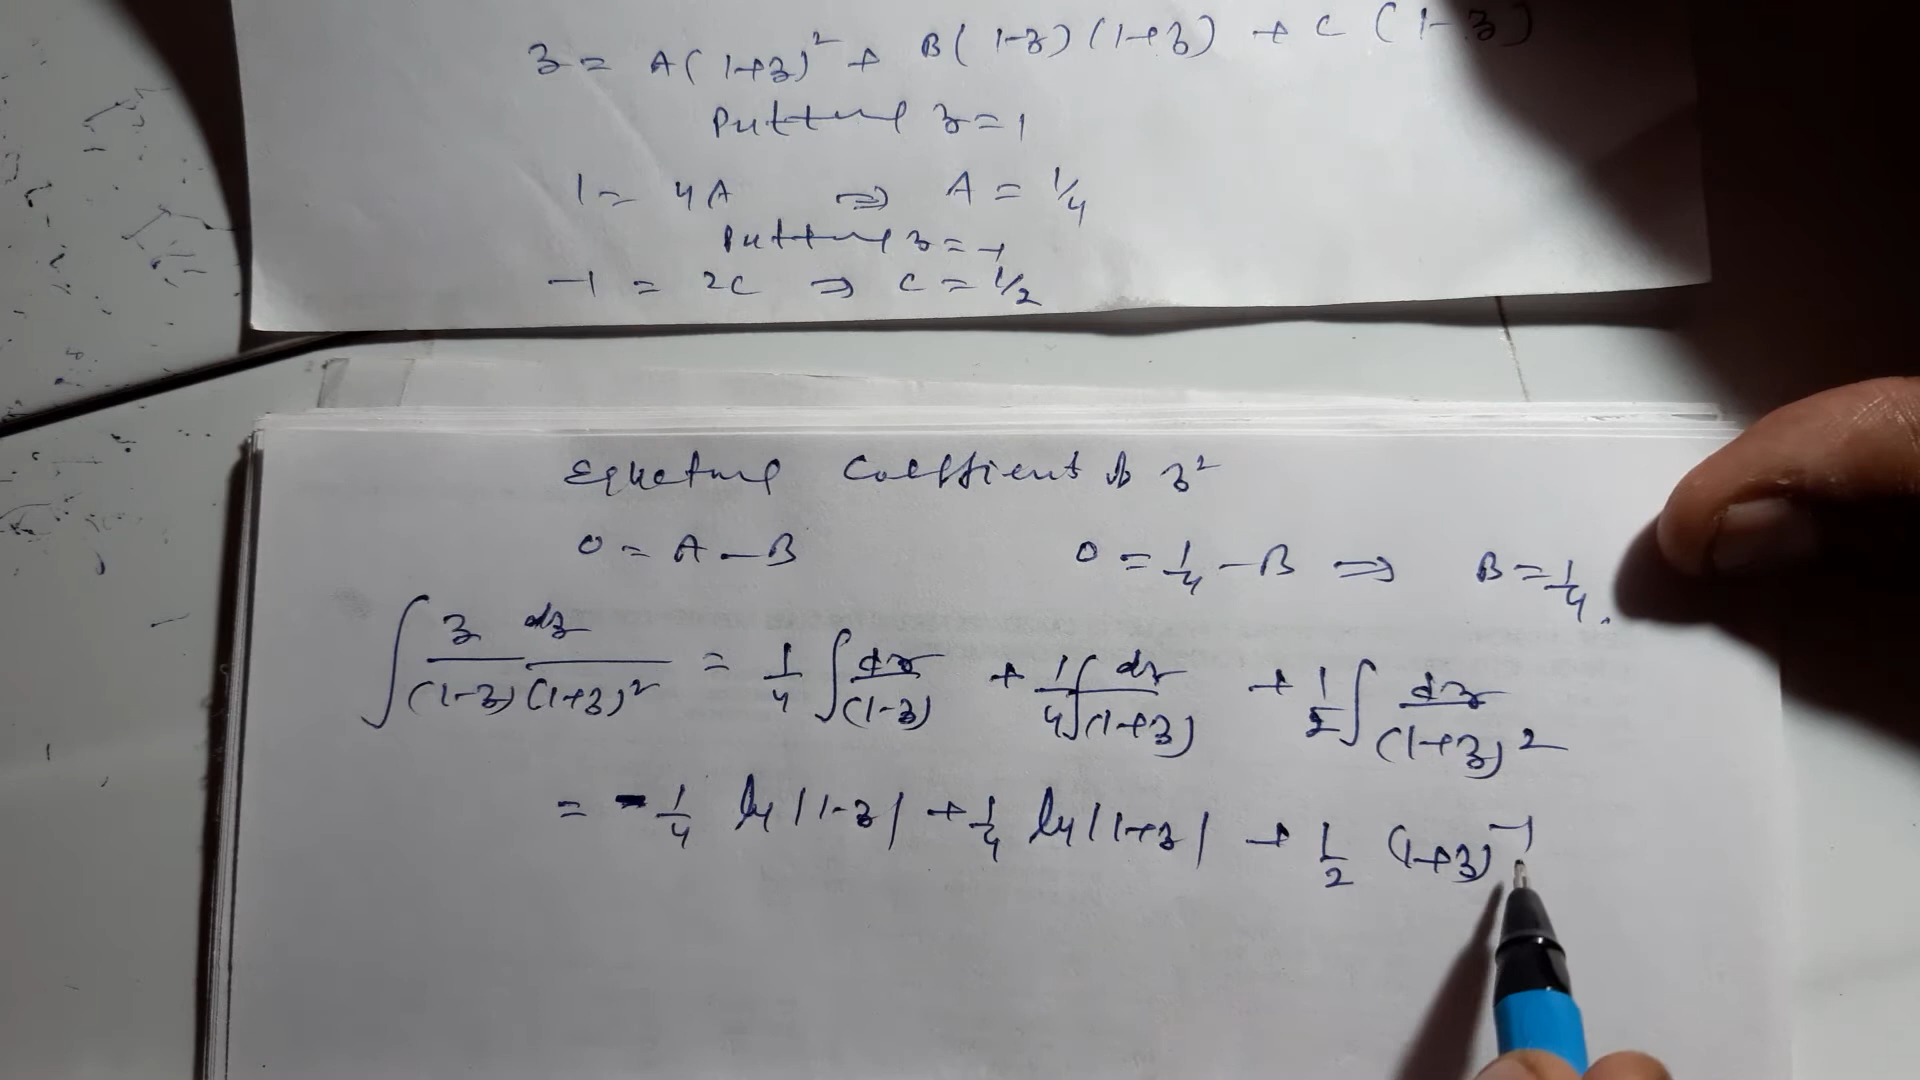 z = A(1+z)² + B(1-z)(1+z) + C(1-z)
Putting z=1
1 = 4A ⇒ A = 1/4
Putting z=-1
-1 = 2C ⇒ C = 1/2
Equating Coefficient of z²
0 = A - B 0 = 1/4 - B ⇒ B = 1/4.
∫ z dz / (1-z)(1+z)² = 1/4 ∫ dz/(1-z) + 1/4 ∫ dz/(1+z) + 1/2 ∫ dz/(1+z)²
= -1/4 ln|1-z| + 1/4 ln|1+z| + 1/2 (1+z)⁻¹